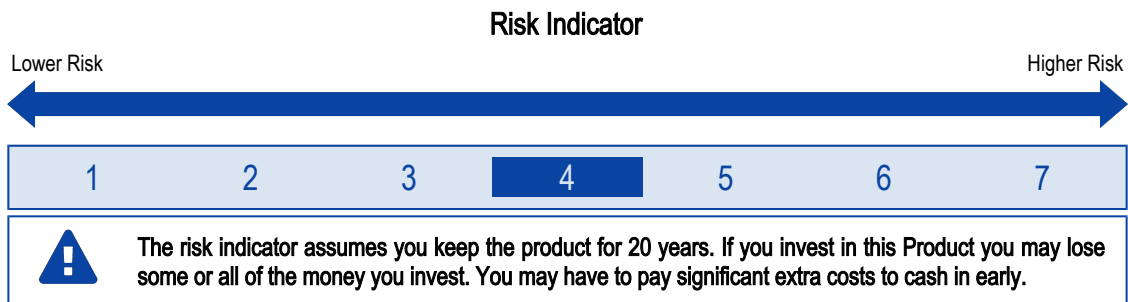 Risk Indicator
Lower Risk Higher Risk
1 2 3 4 5 6 7
The risk indicator assumes you keep the product for 20 years. If you invest in this Product you may lose
some or all of the money you invest. You may have to pay significant extra costs to cash in early.